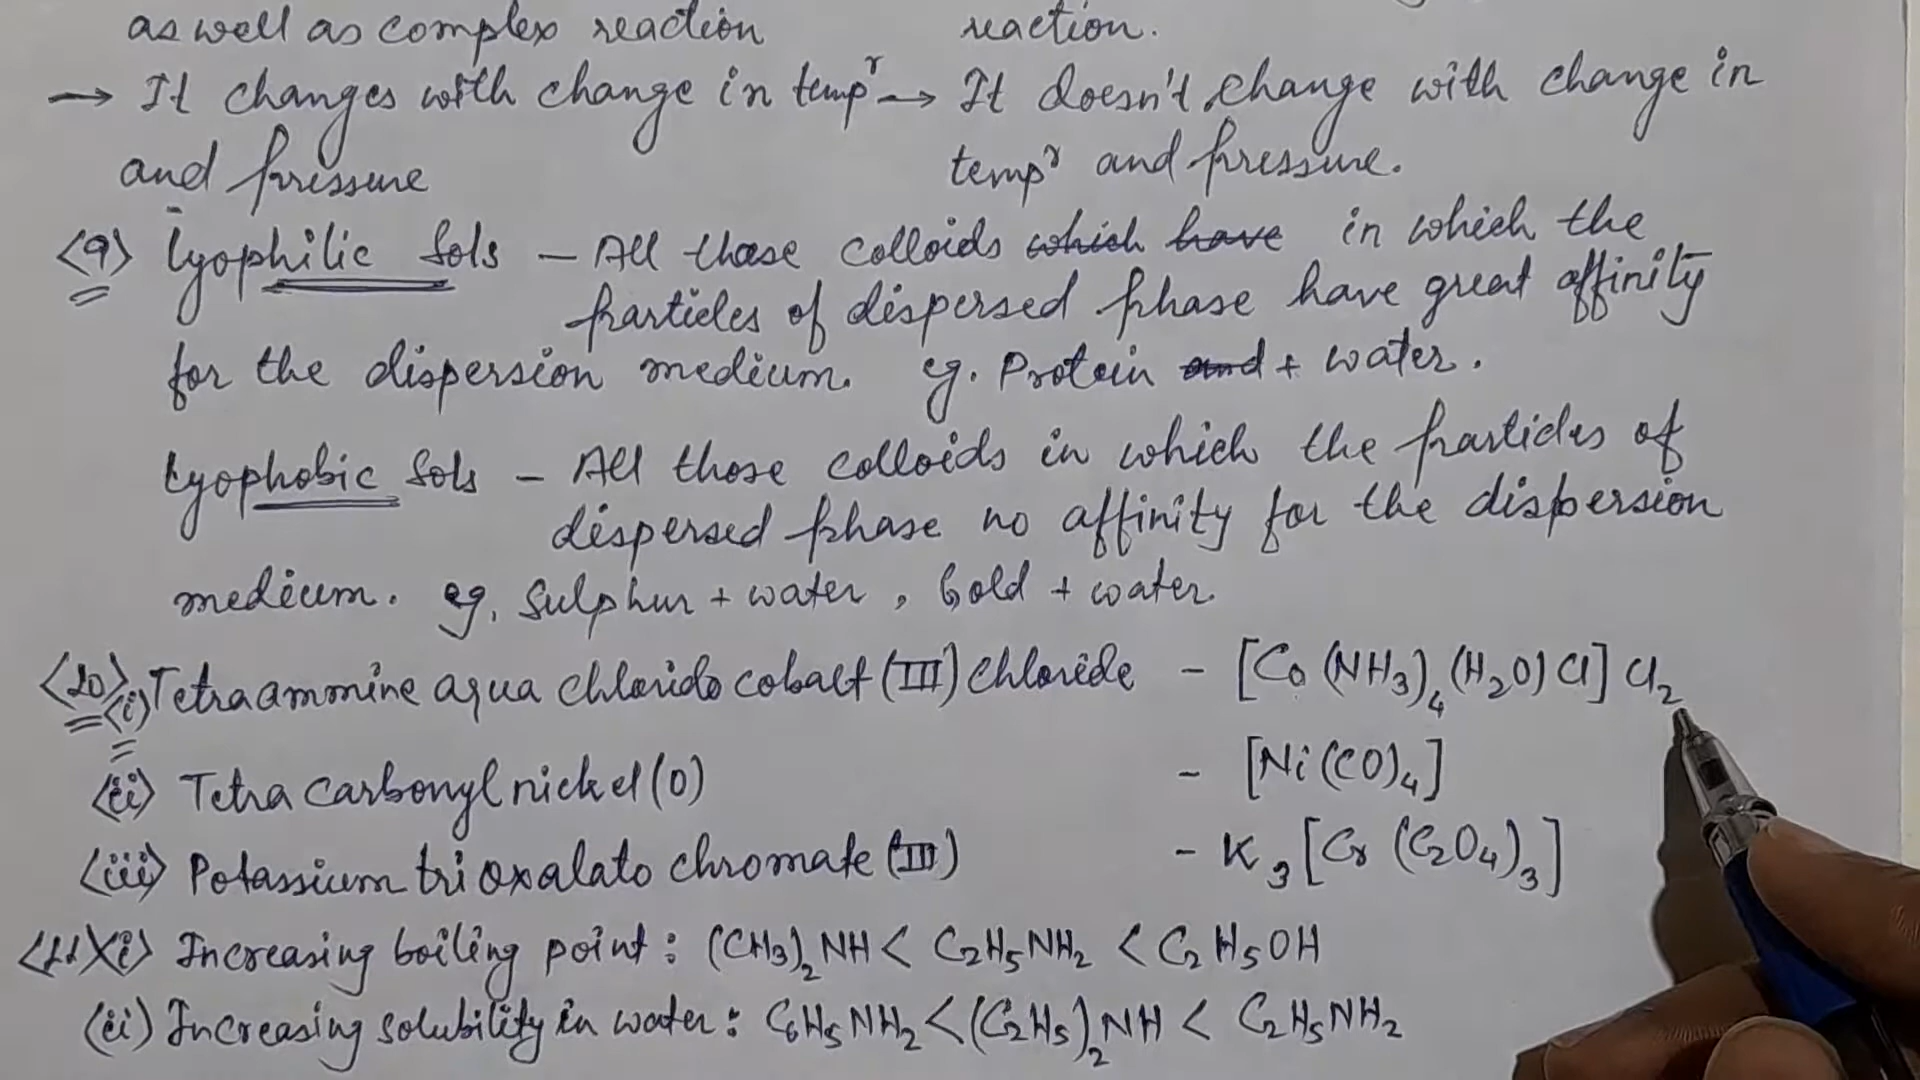 as well as complex reaction
reaction.
→ It changes with change in tempʳ
and pressure
→ It doesn't change with change in
tempʳ and pressure.
<9> Lyophilic Sols - All those colloids which have in which the
particles of dispersed phase have great affinity
for the dispersion medium. eg. Protein and + water.
Lyophobic Sols - All those colloids in which the particles of
dispersed phase no affinity for the dispersion
medium. eg, Sulphur + water, Gold + water.
<10> <i> Tetraammine aqua chlorido cobalt (III) chloride - [Co(NH₃)₄(H₂O)Cl]Cl₂
<ii> Tetra carbonyl nickel (0) - [Ni(CO)₄]
<iii> Potassium trioxalato chromate (III) - K₃[Cr(C₂O₄)₃]
<11><i> Increasing boiling point : (CH₃)₂NH < C₂H₅NH₂ < C₂H₅OH
(ii) Increasing solubility in water : C₆H₅NH₂ < (C₂H₅)₂NH < C₂H₅NH₂